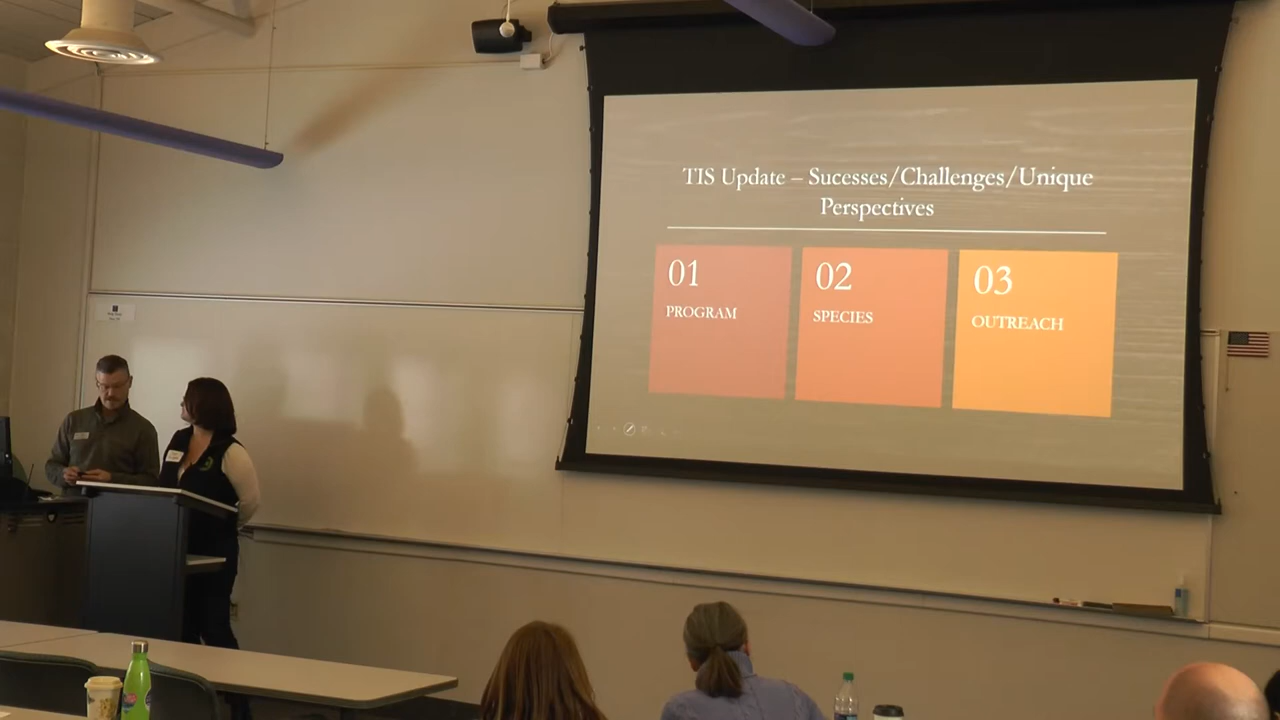 TIS Update – Sucesses/Challenges/Unique
Perspectives
01
PROGRAM
02
SPECIES
03
OUTREACH